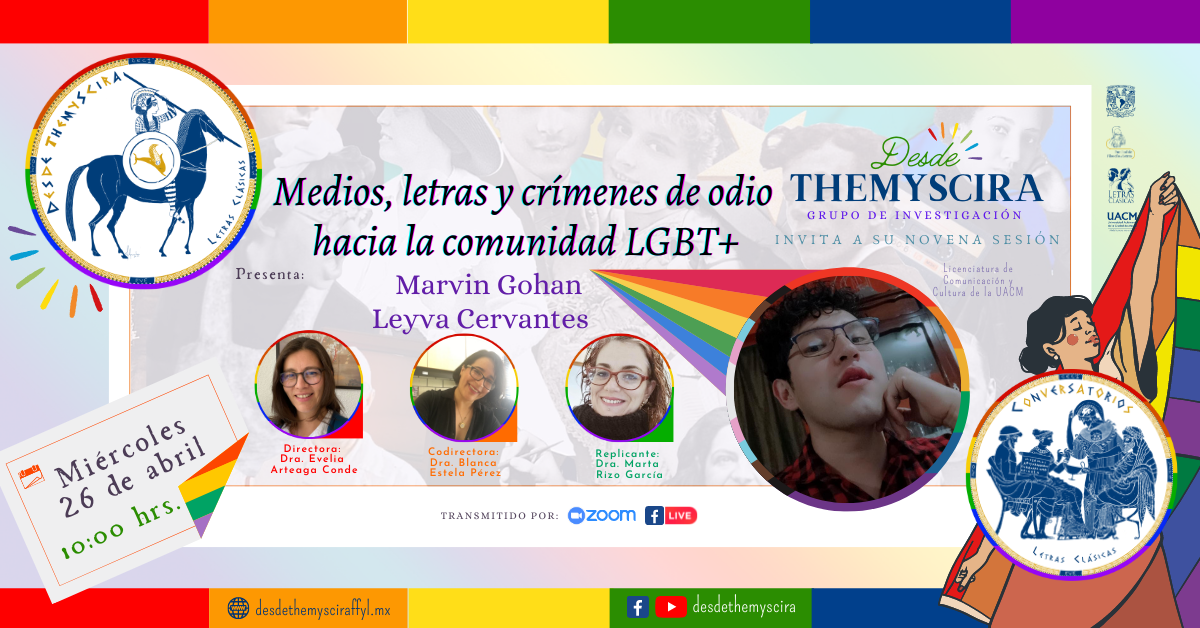 DESDE THEMYSCIRA
LETRAS CLÁSICAS
Medios, letras y crímenes de odio
hacia la comunidad LGBT+
Presenta:
Marvin Gohan
Leyva Cervantes
Desde
THEMYSCIRA
GRUPO DE INVESTIGACIÓN
INVITA A SU NOVENA SESIÓN
Licenciatura de
Comunicación y
Cultura de la UACM
LETRAS
CLÁSICAS
UACM
Directora:
Dra. Evelia
Arteaga Conde
Codirectora:
Dra. Blanca
Estela Pérez
Replicante:
Dra. Marta
Rizo García
Miércoles
26 de abril
10:00 hrs.
TRANSMITIDO POR:
zoom
LIVE
CONVERSATORIOS
LETRAS CLÁSICAS
desdethemysciraffyl.mx
desdethemyscira